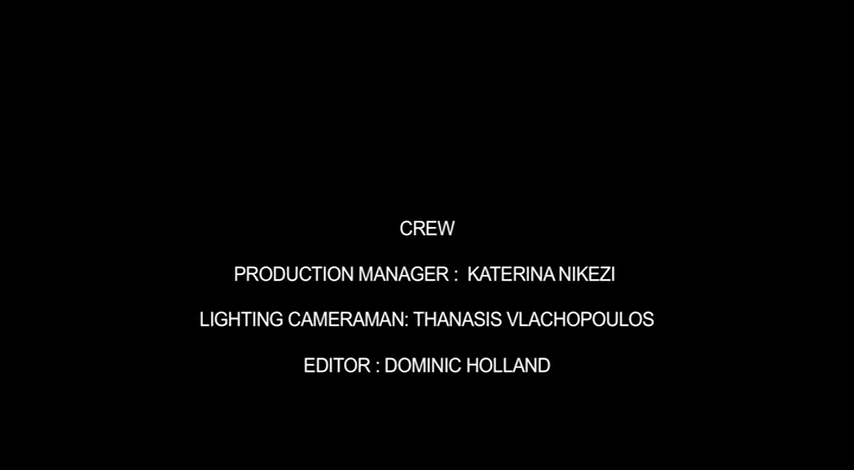 CREW
PRODUCTION MANAGER :  KATERINA NIKEZI
LIGHTING CAMERAMAN: THANASIS VLACHOPOULOS
EDITOR : DOMINIC HOLLAND